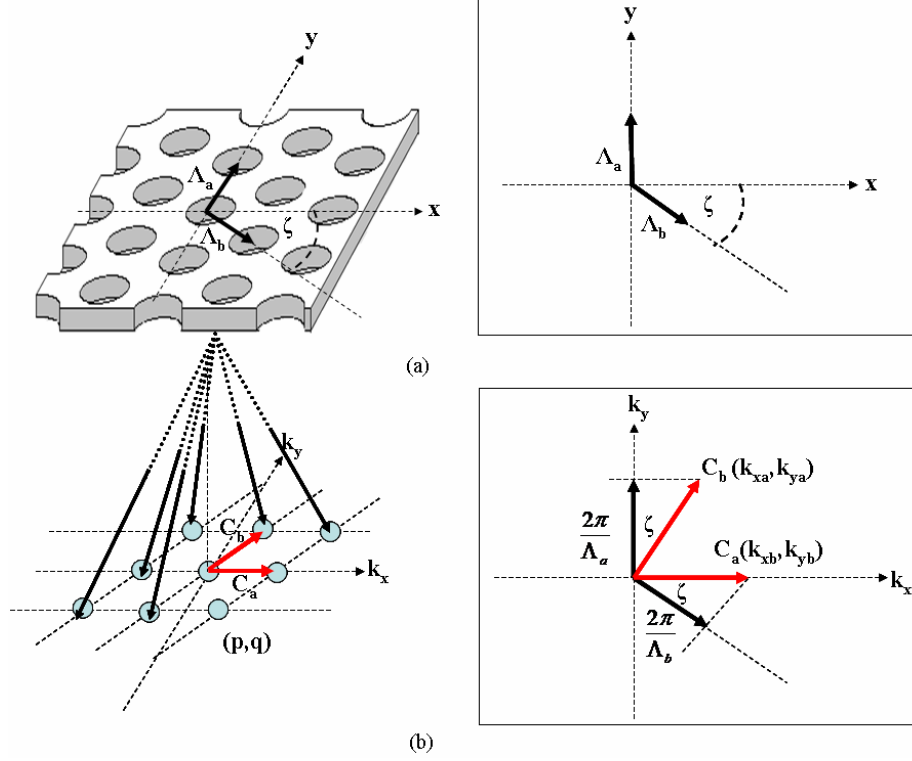 y
Λa
Λb
ζ
x
y
Λa
Λb
ζ
x
(a)
ky
Cb
Ca
kx
(p,q)
ky
Cb (kxa, kya)
2π
Λa
ζ
Ca(kxb, kyb)
ζ
kx
2π
Λb
(b)